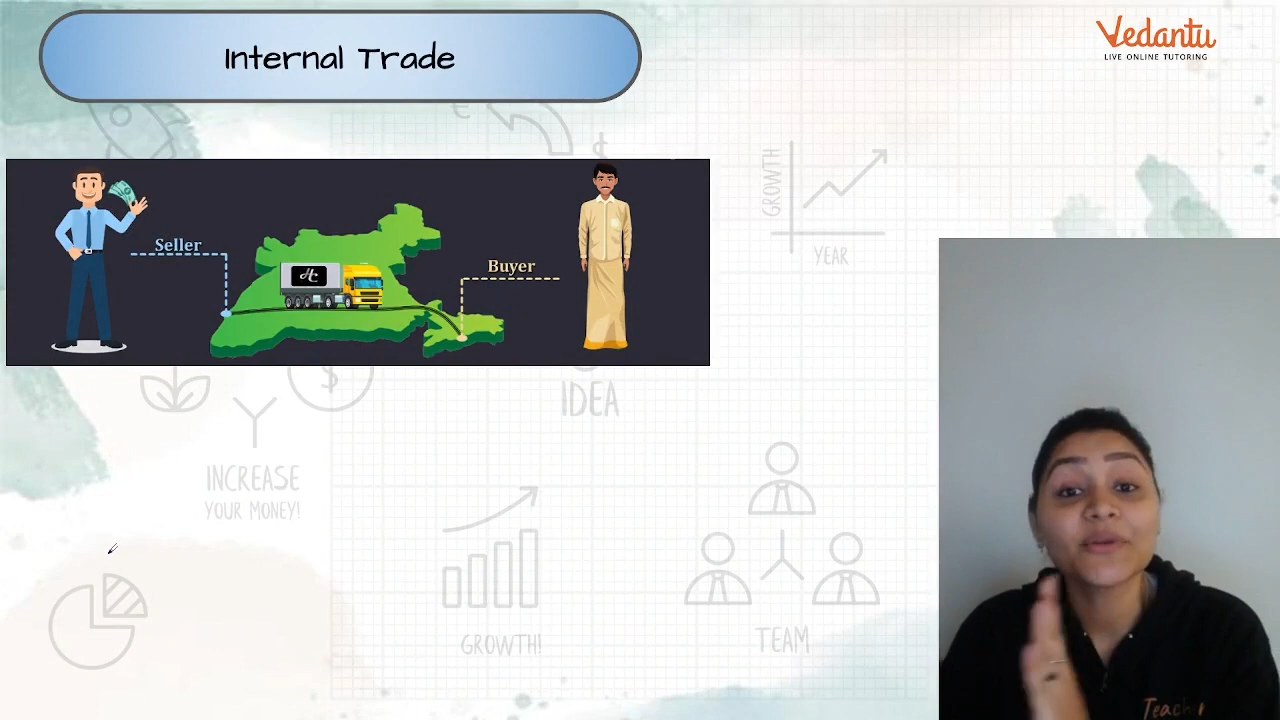 Internal Trade
Vedantu
LIVE ONLINE TUTORING
€
$
GROWTH
YEAR
Seller
Buyer
$
IDEA
INCREASE
YOUR MONEY!
GROWTH!
TEAM